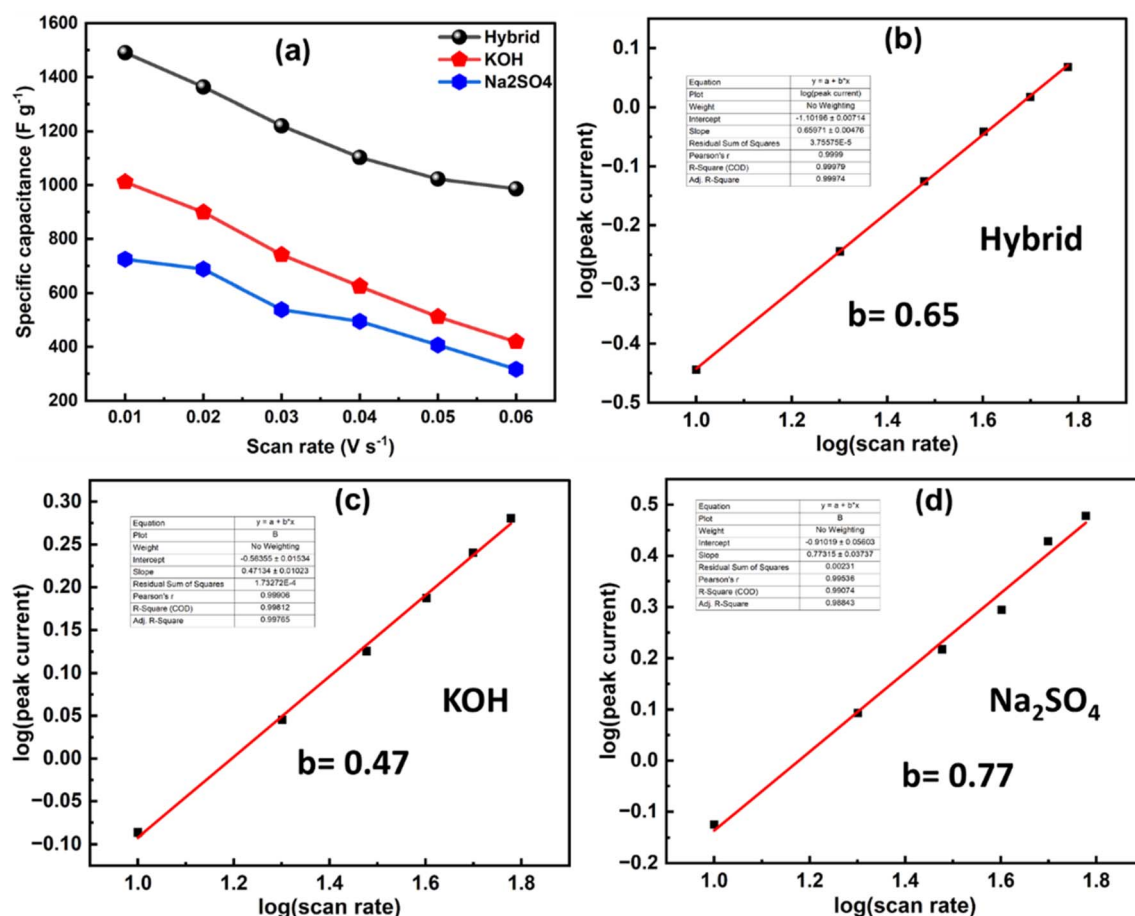 (a)
Hybrid
KOH
Na2SO4
1600
1400
1200
1000
800
600
400
200
0.01 0.02 0.03 0.04 0.05 0.06
Specific capacitance (F g⁻¹)
Scan rate (V s⁻¹)
(b)
Equation y = a + b*x
Plot log(peak current)
Weight No Weighting
Intercept -1.10196 ± 0.00714
Slope 0.65971 ± 0.00476
Residual Sum of Squares 3.75575E-5
Pearson's r 0.9999
R-Square (COD) 0.99979
Adj. R-Square 0.99974
Hybrid
b= 0.65
0.1
0.0
−0.1
−0.2
−0.3
−0.4
−0.5
1.0 1.2 1.4 1.6 1.8
log(peak current)
log(scan rate)
(c)
Equation y = a + b*x
Plot B
Weight No Weighting
Intercept -0.56355 ± 0.01534
Slope 0.47134 ± 0.01023
Residual Sum of Squares 1.73272E-4
Pearson's r 0.99906
R-Square (COD) 0.99812
Adj. R-Square 0.99765
KOH
b= 0.47
0.30
0.25
0.20
0.15
0.10
0.05
0.00
−0.05
−0.10
1.0 1.2 1.4 1.6 1.8
log(peak current)
log(scan rate)
(d)
Equation y = a + b*x
Plot B
Weight No Weighting
Intercept -0.91019 ± 0.05603
Slope 0.77315 ± 0.03737
Residual Sum of Squares 0.00231
Pearson's r 0.99536
R-Square (COD) 0.99074
Adj. R-Square 0.98843
Na₂SO₄
b= 0.77
0.5
0.4
0.3
0.2
0.1
0.0
−0.1
−0.2
1.0 1.2 1.4 1.6 1.8
log(peak current)
log(scan rate)